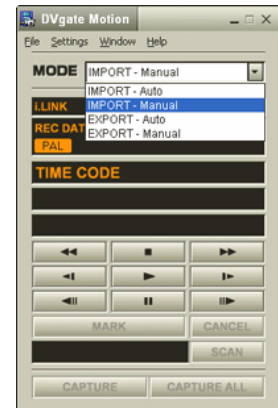 DVgate Motion
File Settings Window Help
MODE IMPORT - Manual
IMPORT - Auto
IMPORT - Manual
EXPORT - Auto
EXPORT - Manual
i.LINK
REC DAT
PAL
TIME CODE
MARK CANCEL
SCAN
CAPTURE CAPTURE ALL